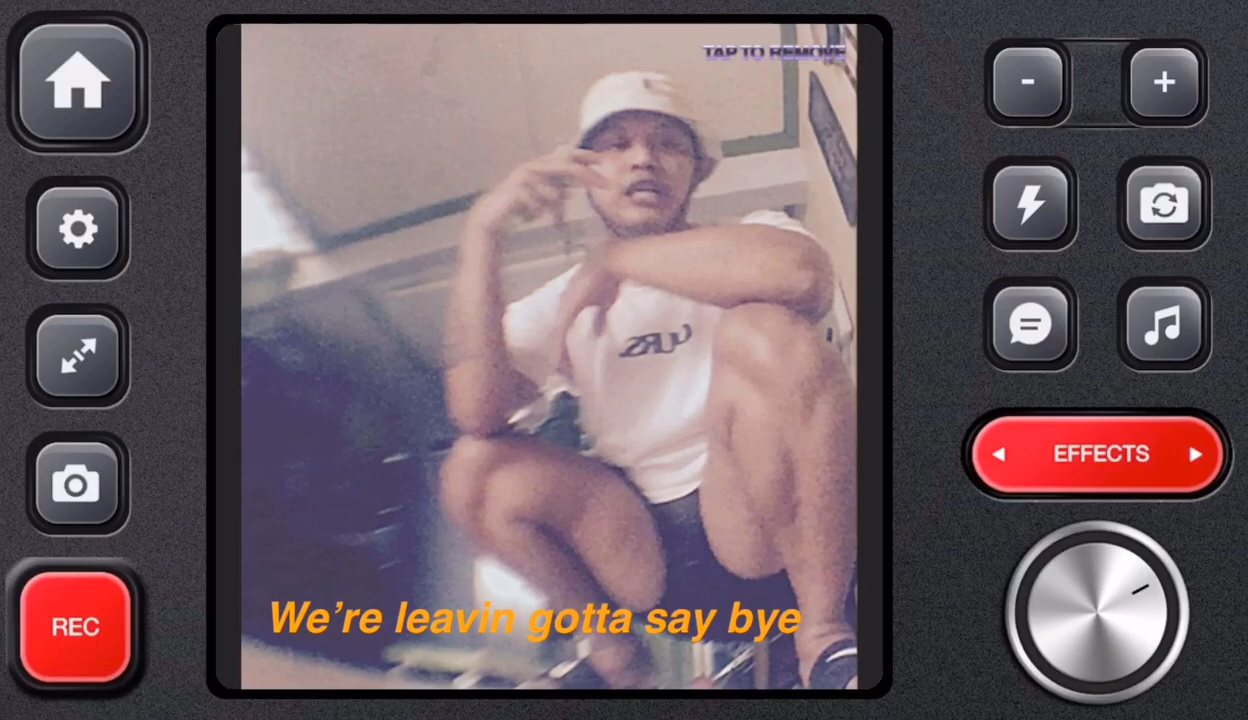 TAP TO REMOVE
We're leavin gotta say bye
REC
-
+
EFFECTS